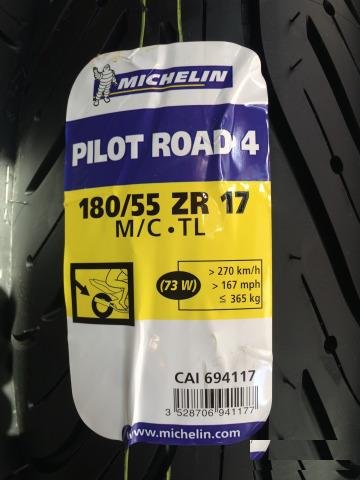 MICHELIN
PILOT ROAD 4
180/55 ZR 17
M/C • TL
(73 W)
> 270 km/h
> 167 mph
≤ 365 kg
CAI 694117
3 528706 941177
www.michelin.com